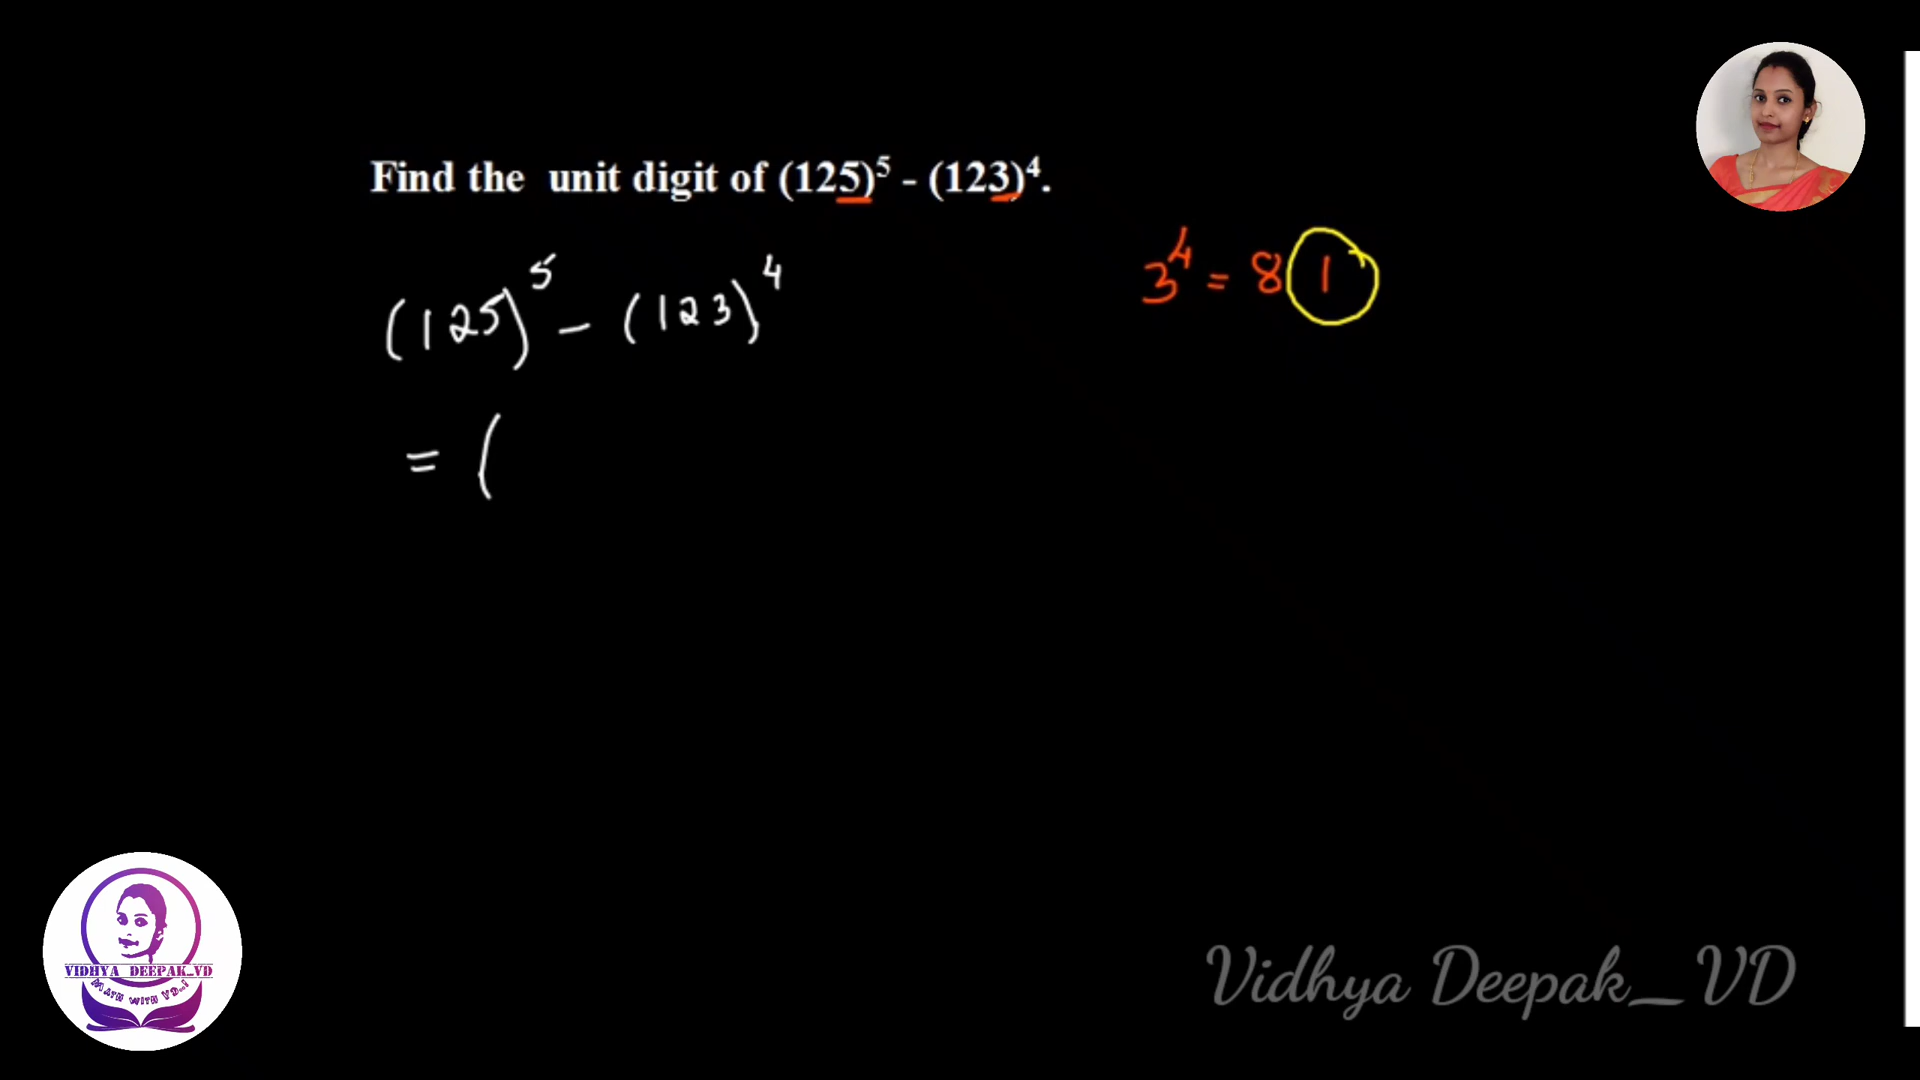 Find the unit digit of (125)⁵ - (123)⁴.
3⁴ = 81
(125)⁵ - (123)⁴
= (
VIDHYA DEEPAK_VD
MATH WITH VD..!
Vidhya Deepak_VD